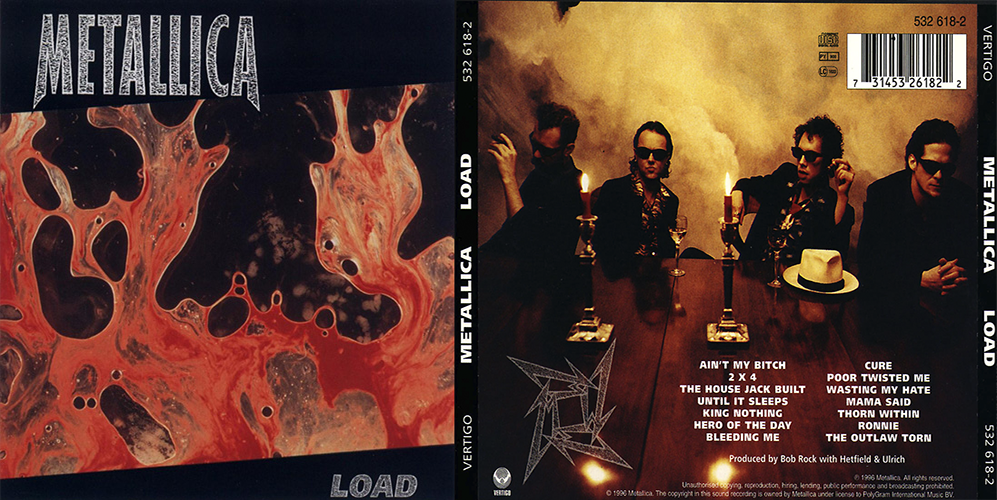 METALLICA
LOAD
532 618-2
LOAD
METALLICA
VERTIGO
532 618-2
7 31453 26182 2
VERTIGO
METALLICA
LOAD
532 618-2
AIN'T MY BITCH
2 X 4
THE HOUSE JACK BUILT
UNTIL IT SLEEPS
KING NOTHING
HERO OF THE DAY
BLEEDING ME
CURE
POOR TWISTED ME
WASTING MY HATE
MAMA SAID
THORN WITHIN
RONNIE
THE OUTLAW TORN
Produced by Bob Rock with Hetfield & Ulrich
VERTIGO
℗ 1996 Metallica. All rights reserved.
Unauthorised copying, reproduction, hiring, lending, public performance and broadcasting prohibited.
© 1996 Metallica. The copyright in this sound recording is owned by Metallica under license to PolyGram International Music BV.